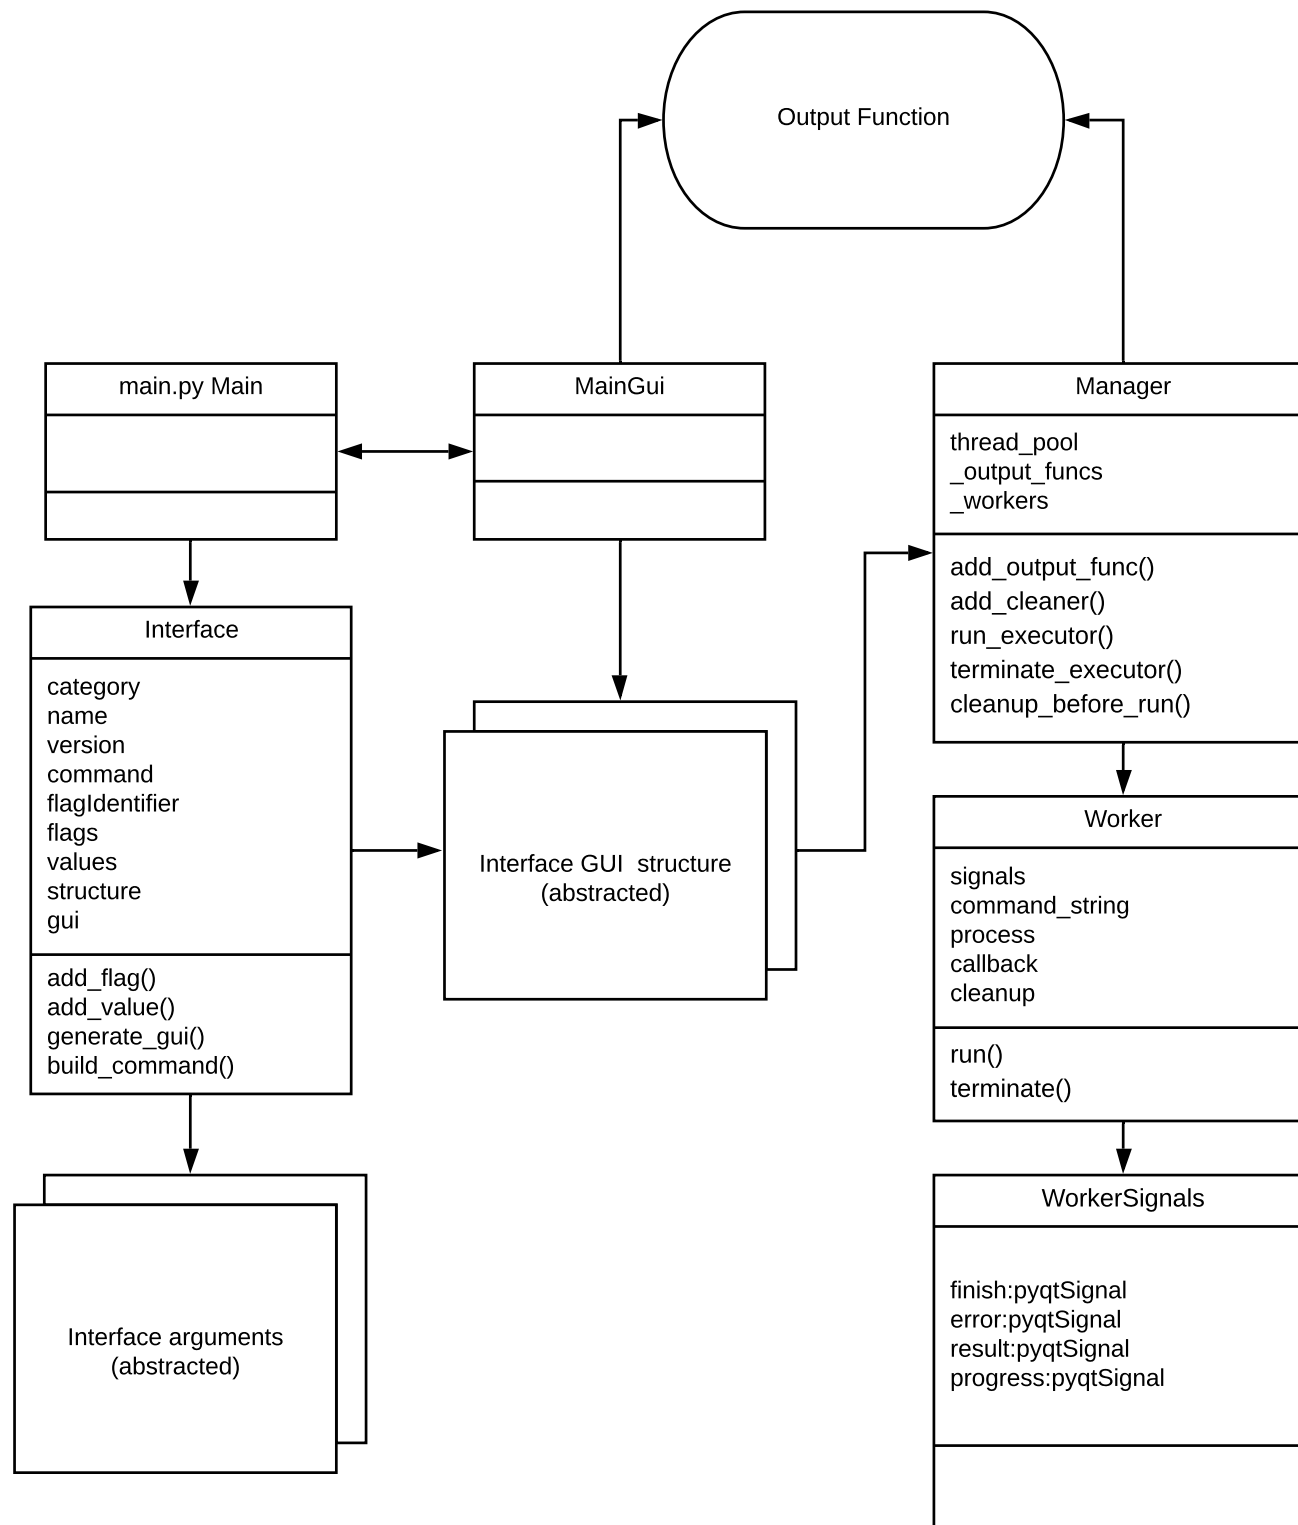 Output Function
main.py Main
MainGui
Manager
thread_pool
_output_funcs
_workers
add_output_func()
add_cleaner()
run_executor()
terminate_executor()
cleanup_before_run()
Interface
category
name
version
command
flagIdentifier
flags
values
structure
gui
add_flag()
add_value()
generate_gui()
build_command()
Interface GUI  structure
(abstracted)
Worker
signals
command_string
process
callback
cleanup
run()
terminate()
Interface arguments
(abstracted)
WorkerSignals
finish:pyqtSignal
error:pyqtSignal
result:pyqtSignal
progress:pyqtSignal